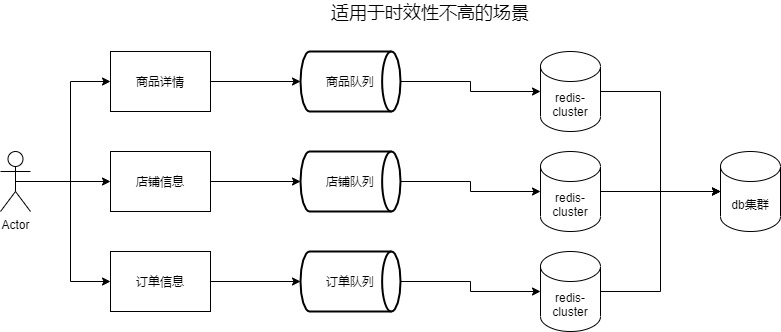 适用于时效性不高的场景
商品详情
商品队列
redis-
cluster
Actor
店铺信息
店铺队列
redis-
cluster
db集群
订单信息
订单队列
redis-
cluster